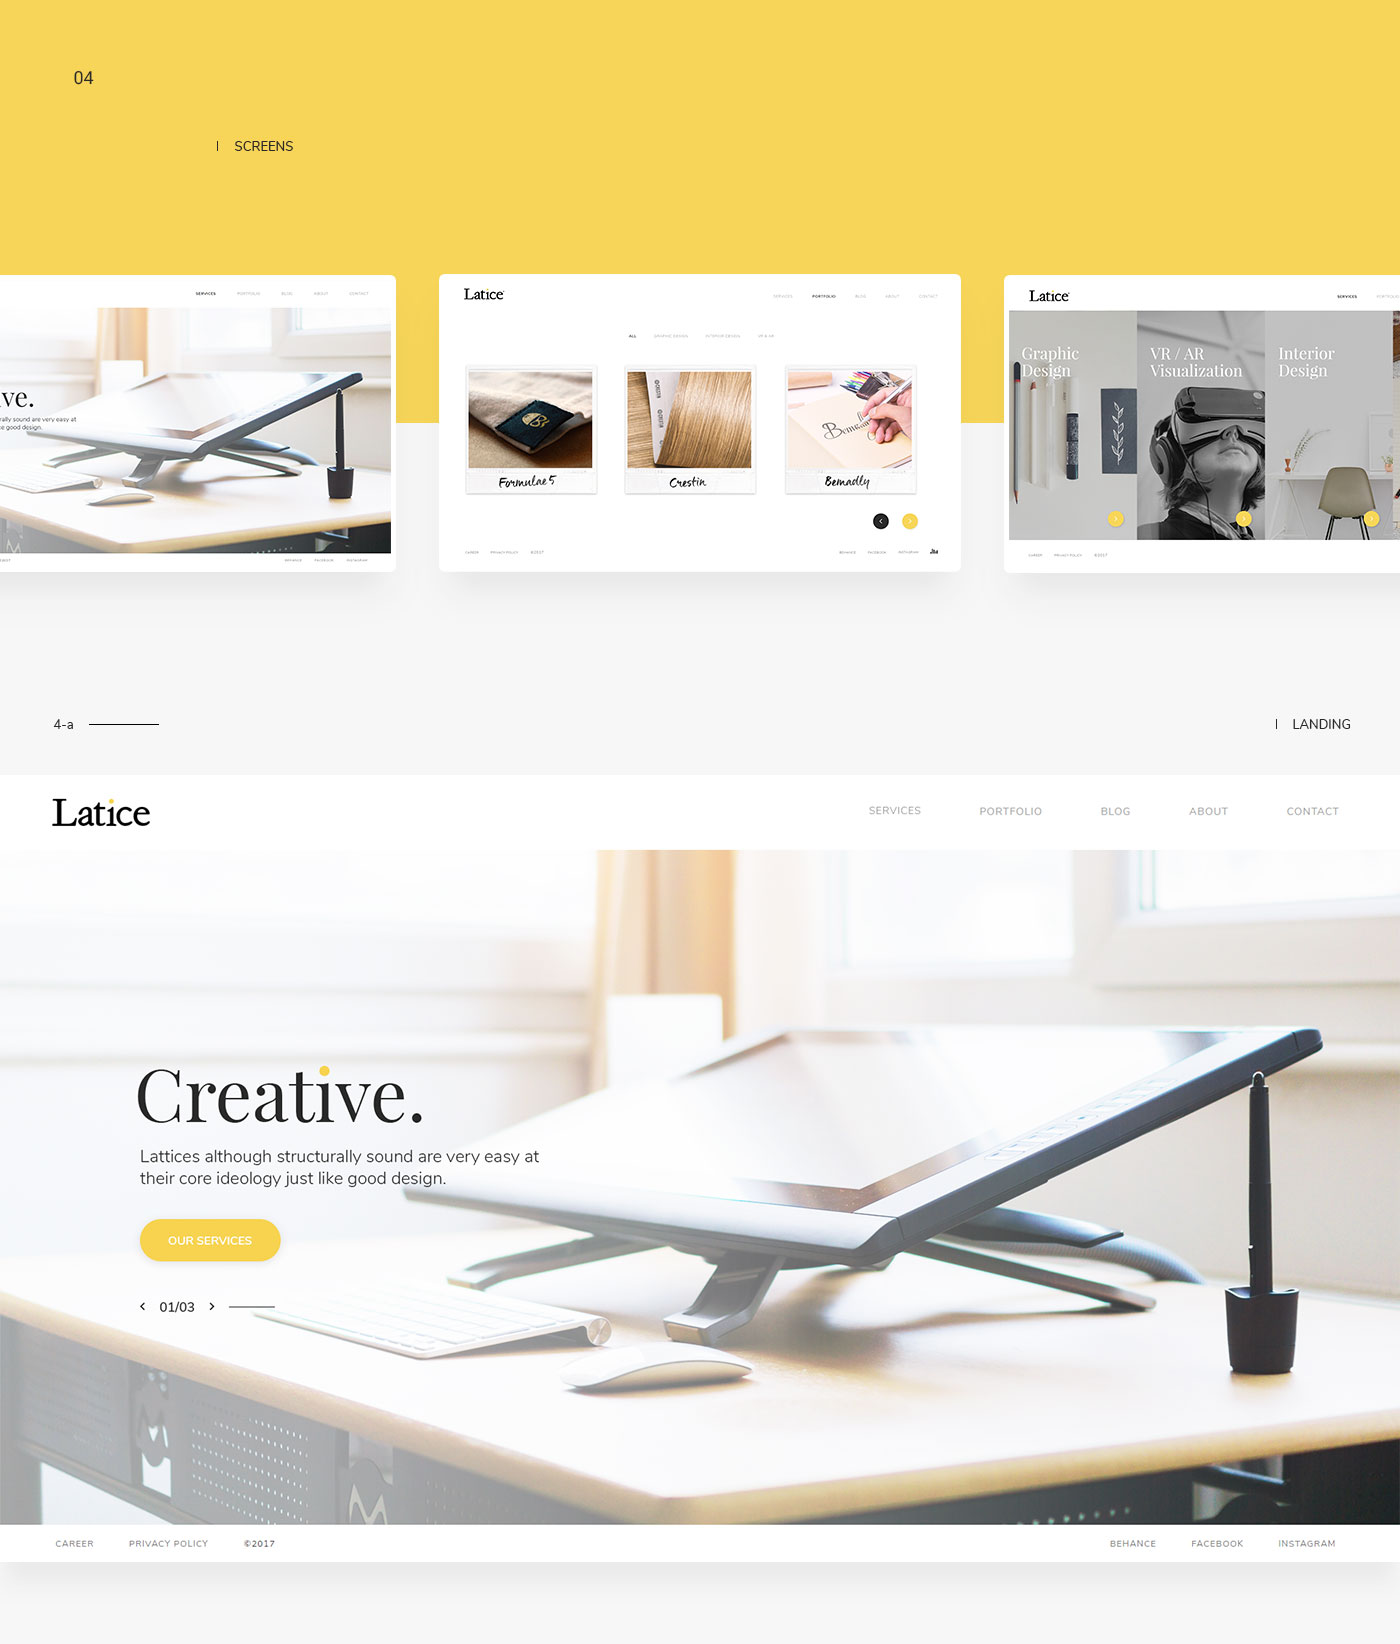 04
SCREENS
SERVICES PORTFOLIO BLOG ABOUT CONTACT
ve.
rally sound are very easy at
ce good design.
BEHANCE FACEBOOK INSTAGRAM
Latice
SERVICES PORTFOLIO BLOG ABOUT CONTACT
ALL GRAPHIC DESIGN INTERIOR DESIGN VR & AR
Formulae 5
Crestin
Bemadly
CAREER PRIVACY POLICY ©2017
BEHANCE FACEBOOK INSTAGRAM
Latice
SERVICES
Graphic
Design
VR / AR
Visualization
Interior
Design
CAREER PRIVACY POLICY ©2017
4-a
LANDING
Latice
SERVICES PORTFOLIO BLOG ABOUT CONTACT
Creative.
Lattices although structurally sound are very easy at
their core ideology just like good design.
OUR SERVICES
01/03
CAREER PRIVACY POLICY ©2017
BEHANCE FACEBOOK INSTAGRAM